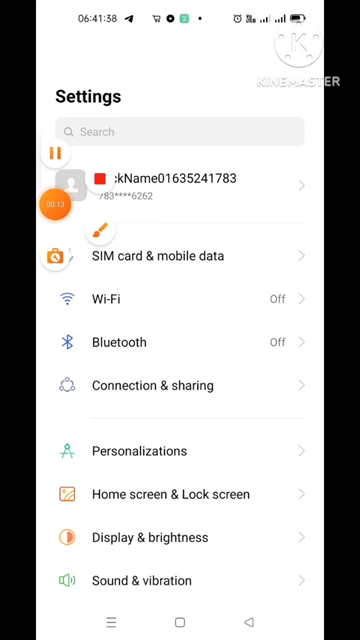 06:41:38
KINEMASTER
Settings
Search
ckName01635241783
783****6262
00:13
SIM card & mobile data
Wi-Fi Off
Bluetooth Off
Connection & sharing
Personalizations
Home screen & Lock screen
Display & brightness
Sound & vibration